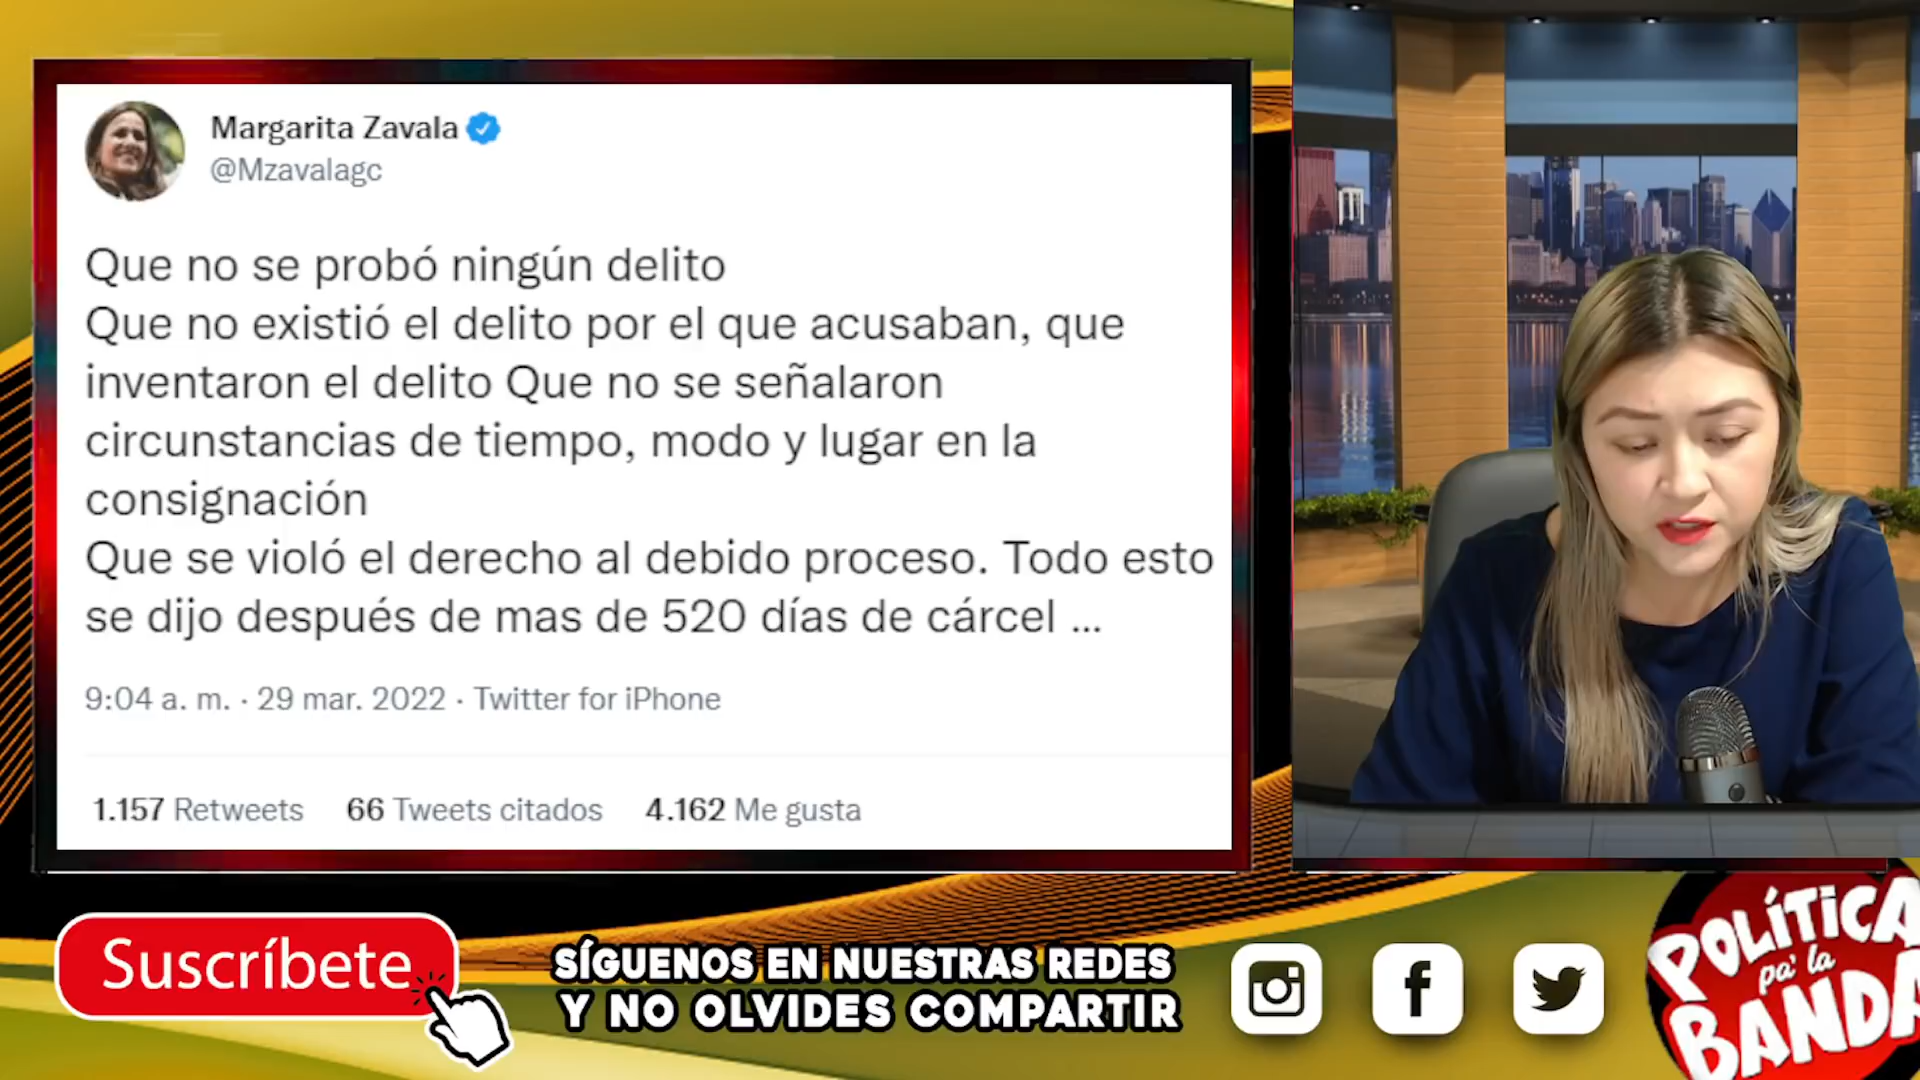 Margarita Zavala
@Mzavalagc
Que no se probó ningún delito
Que no existió el delito por el que acusaban, que
inventaron el delito Que no se señalaron
circunstancias de tiempo, modo y lugar en la
consignación
Que se violó el derecho al debido proceso. Todo esto
se dijo después de mas de 520 días de cárcel ...
9:04 a. m. · 29 mar. 2022 · Twitter for iPhone
1.157 Retweets 66 Tweets citados 4.162 Me gusta
Suscríbete
SÍGUENOS EN NUESTRAS REDES
Y NO OLVIDES COMPARTIR
POLÍTICA
pa' la
BANDA